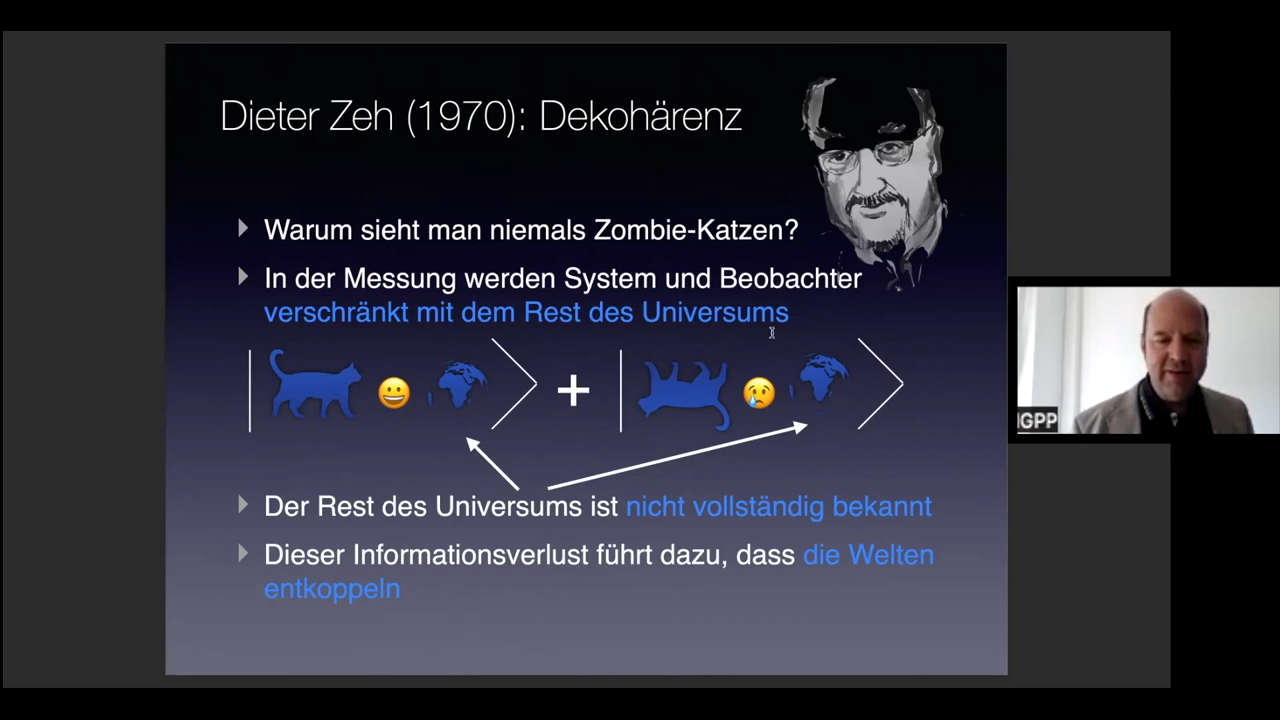 Dieter Zeh (1970): Dekohärenz
Warum sieht man niemals Zombie-Katzen?
In der Messung werden System und Beobachter
verschränkt mit dem Rest des Universums
+
Der Rest des Universums ist nicht vollständig bekannt
Dieser Informationsverlust führt dazu, dass die Welten
entkoppeln
IGPP